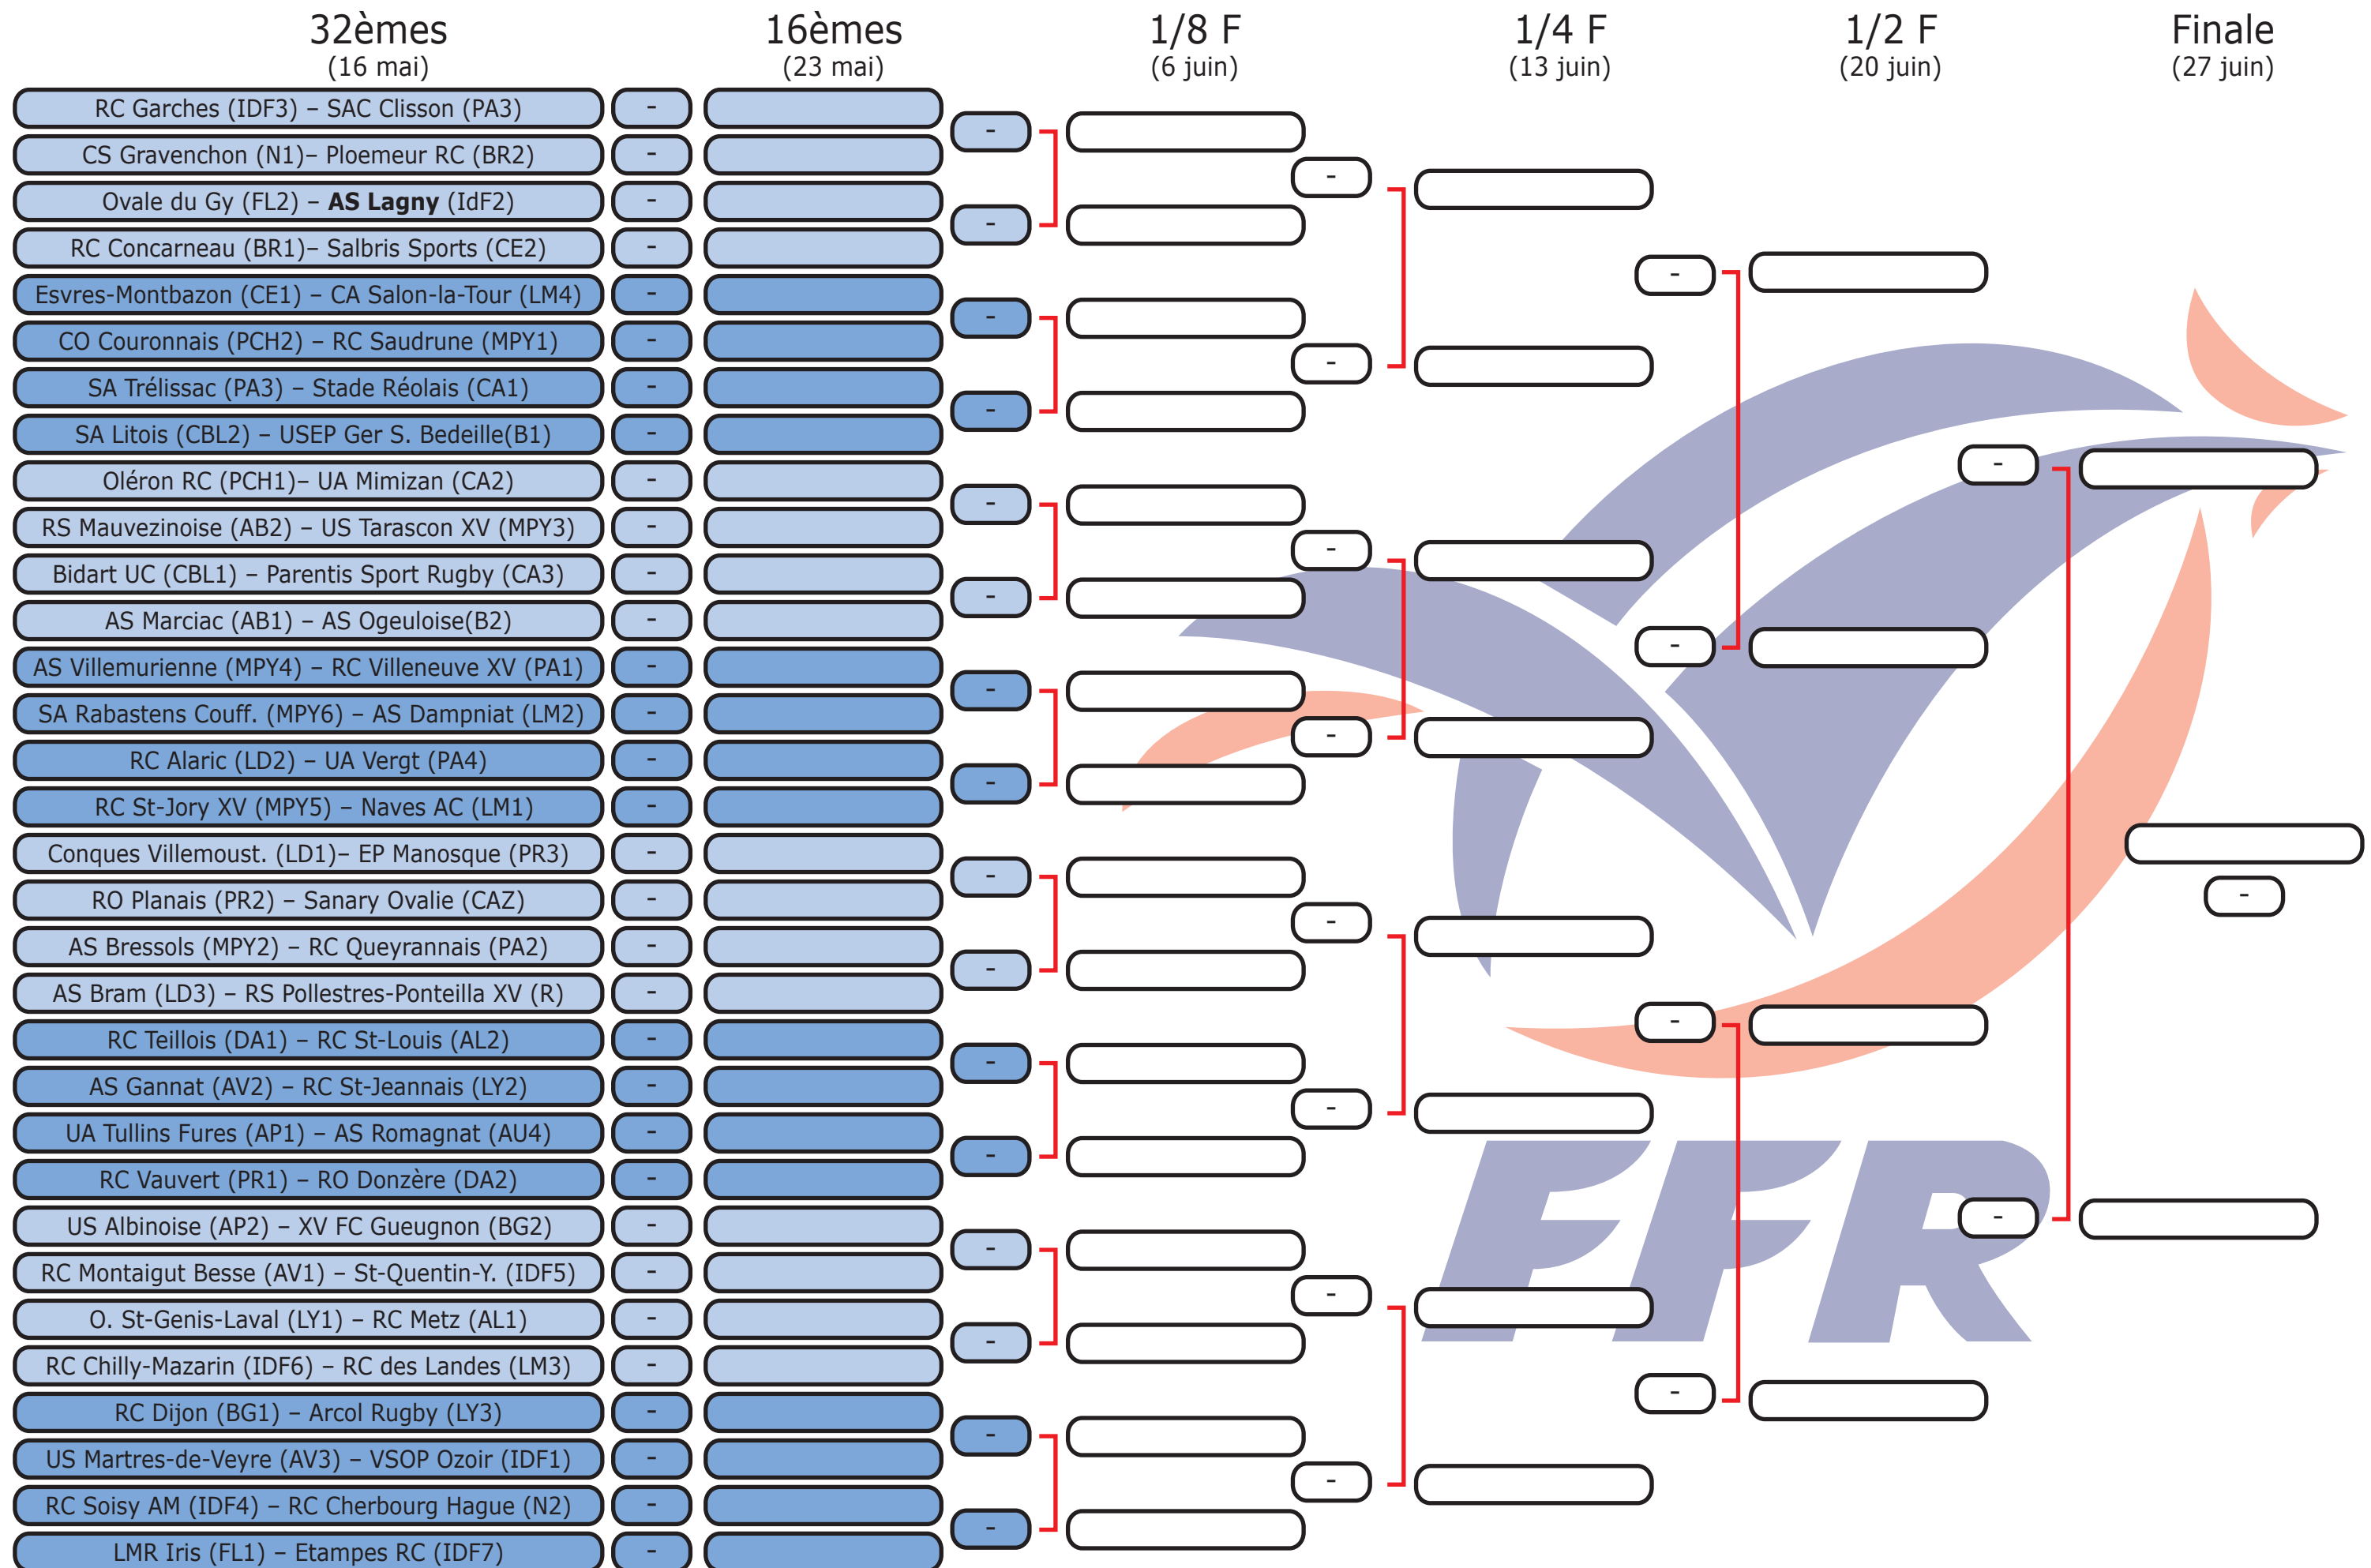 32èmes 16èmes 1/8 F 1/4 F 1/2 F Finale
(16 mai) (23 mai) (6 juin) (13 juin) (20 juin) (27 juin)
RC Garches (IDF3) – SAC Clisson (PA3) -
-
CS Gravenchon (N1)– Ploemeur RC (BR2) -
-
Ovale du Gy (FL2) – AS Lagny (IdF2) -
-
RC Concarneau (BR1)– Salbris Sports (CE2) -
-
Esvres-Montbazon (CE1) – CA Salon-la-Tour (LM4) -
-
CO Couronnais (PCH2) – RC Saudrune (MPY1) -
-
SA Trélissac (PA3) – Stade Réolais (CA1) -
-
SA Litois (CBL2) – USEP Ger S. Bedeille(B1) -
-
Oléron RC (PCH1)– UA Mimizan (CA2) -
-
RS Mauvezinoise (AB2) – US Tarascon XV (MPY3) -
-
Bidart UC (CBL1) – Parentis Sport Rugby (CA3) -
-
AS Marciac (AB1) – AS Ogeuloise(B2) -
-
AS Villemurienne (MPY4) – RC Villeneuve XV (PA1) -
-
SA Rabastens Couff. (MPY6) – AS Dampniat (LM2) -
-
RC Alaric (LD2) – UA Vergt (PA4) -
-
RC St-Jory XV (MPY5) – Naves AC (LM1) -
Conques Villemoust. (LD1)– EP Manosque (PR3) -
-
RO Planais (PR2) – Sanary Ovalie (CAZ) -
-
-
AS Bressols (MPY2) – RC Queyrannais (PA2) -
-
AS Bram (LD3) – RS Pollestres-Ponteilla XV (R) -
-
RC Teillois (DA1) – RC St-Louis (AL2) -
-
AS Gannat (AV2) – RC St-Jeannais (LY2) -
-
UA Tullins Fures (AP1) – AS Romagnat (AU4) -
-
RC Vauvert (PR1) – RO Donzère (DA2) -
-
US Albinoise (AP2) – XV FC Gueugnon (BG2) -
-
RC Montaigut Besse (AV1) – St-Quentin-Y. (IDF5) -
-
O. St-Genis-Laval (LY1) – RC Metz (AL1) -
-
RC Chilly-Mazarin (IDF6) – RC des Landes (LM3) -
-
RC Dijon (BG1) – Arcol Rugby (LY3) -
-
US Martres-de-Veyre (AV3) – VSOP Ozoir (IDF1) -
-
RC Soisy AM (IDF4) – RC Cherbourg Hague (N2) -
-
LMR Iris (FL1) – Etampes RC (IDF7) -
FFR